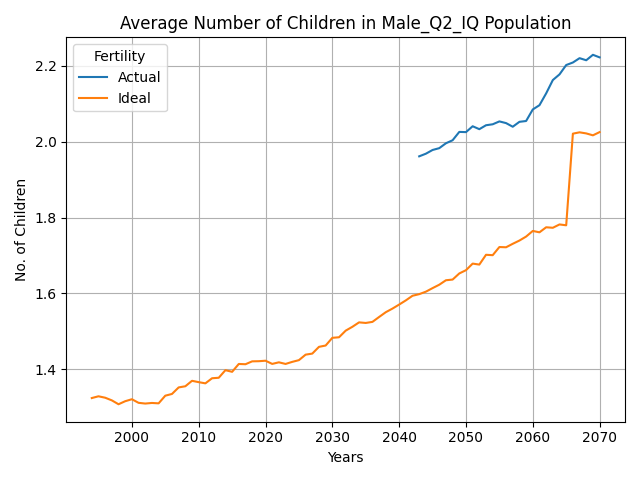 Average Number of Children in Male_Q2_IQ Population
Fertility
Actual
Ideal
No. of Children
2.2
2.0
1.8
1.6
1.4
2000 2010 2020 2030 2040 2050 2060 2070
Years